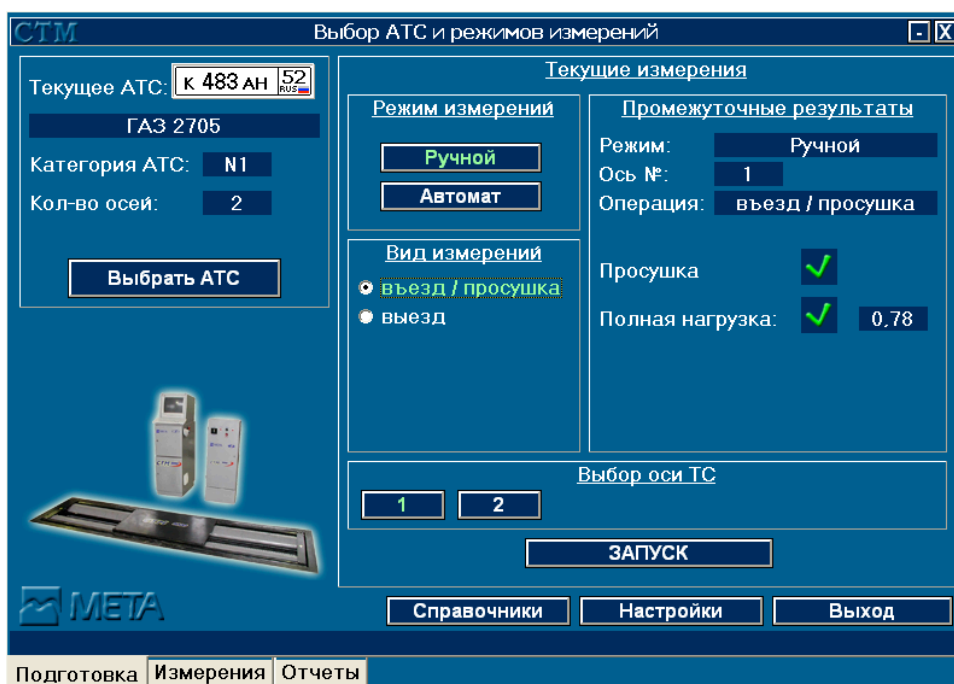 СТМ
Выбор АТС и режимов измерений
- X
Текущее АТС: К 483 АН 52 RUS
ГАЗ 2705
Категория АТС: N1
Кол-во осей: 2
Выбрать АТС
Текущие измерения
Режим измерений
Ручной
Автомат
Вид измерений
въезд / просушка
выезд
Промежуточные результаты
Режим: Ручной
Ось №: 1
Операция: въезд / просушка
Просушка
Полная нагрузка: 0,78
Выбор оси ТС
1 2
ЗАПУСК
МЕТА
Справочники Настройки Выход
Подготовка Измерения Отчеты